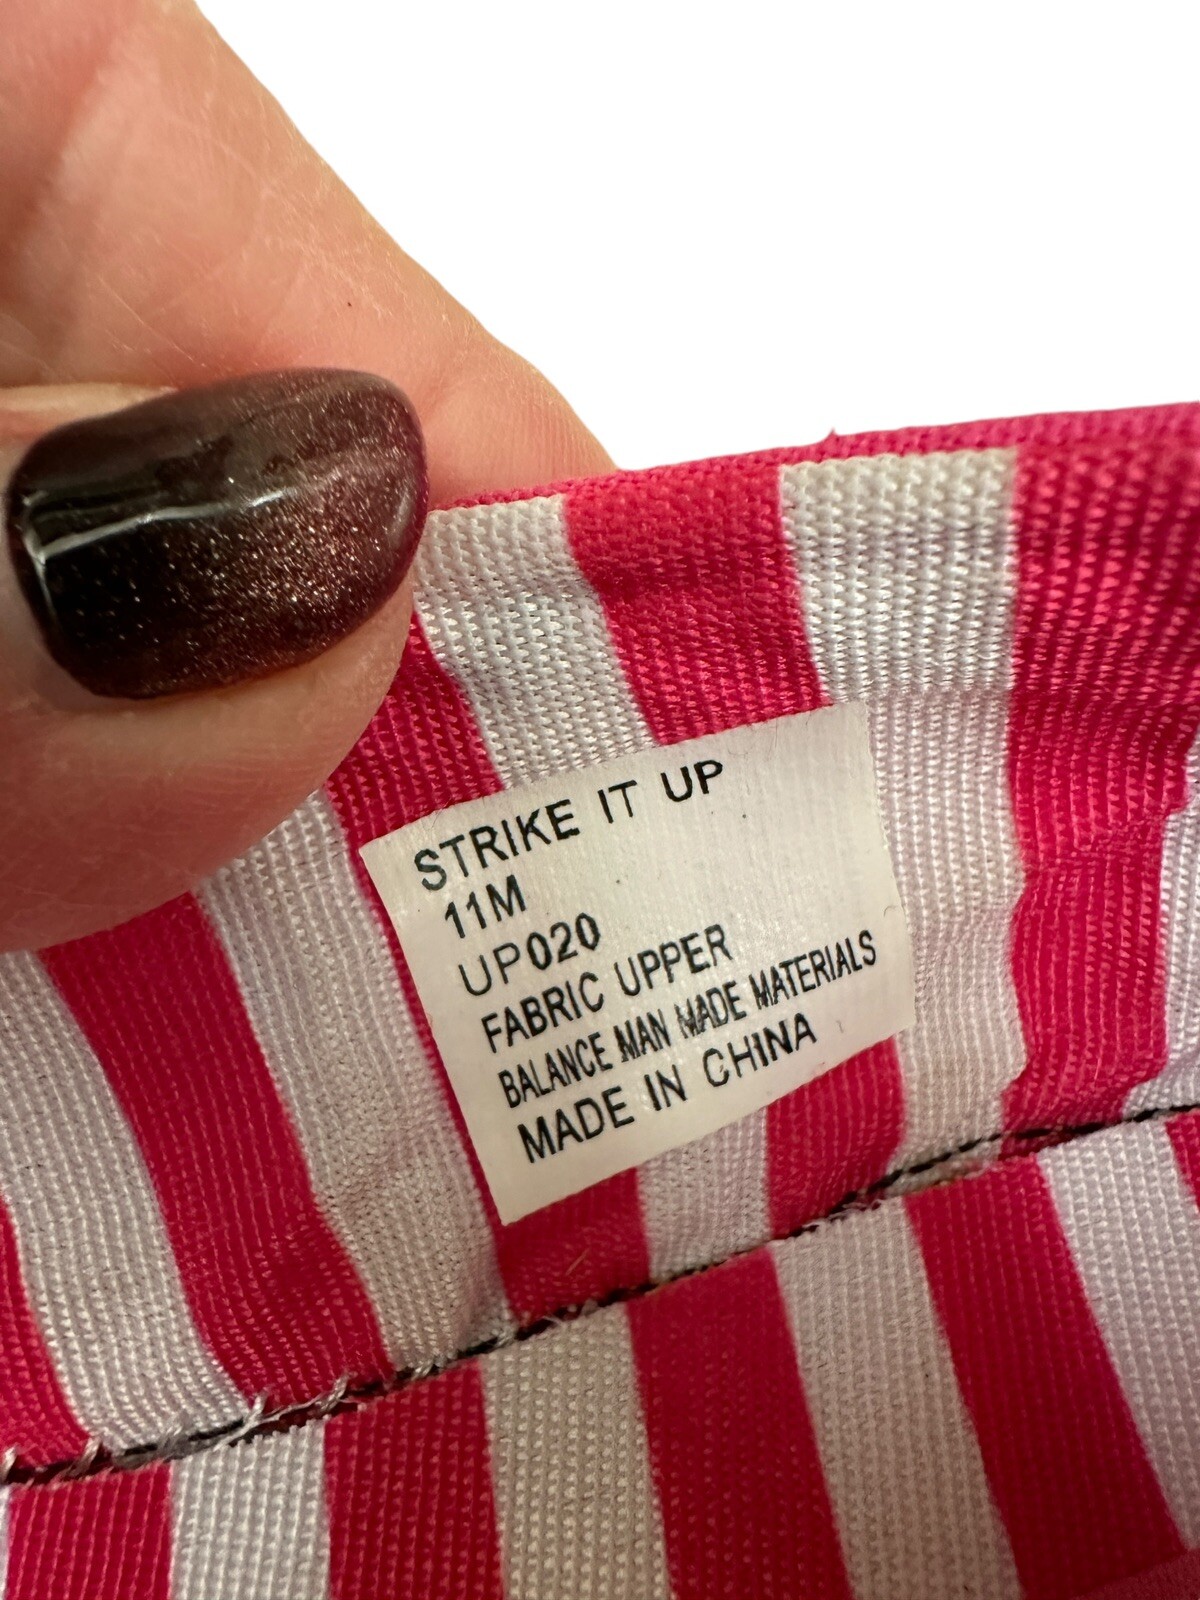 STRIKE IT UP
11M
UP020
FABRIC UPPER
BALANCE MAN MADE MATERIALS
MADE IN CHINA